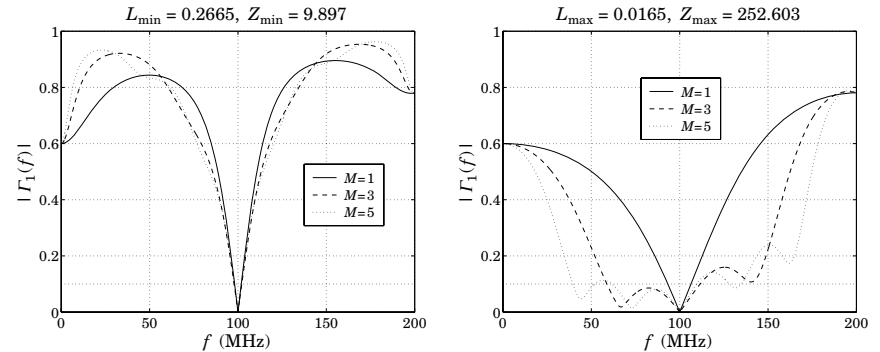 L_min = 0.2665, Z_min = 9.897
1
0.8
0.6
0.4
0.2
0
| Γ1(f)|
M=1
M=3
M=5
0 50 100 150 200
f (MHz)
L_max = 0.0165, Z_max = 252.603
1
0.8
0.6
0.4
0.2
0
| Γ1(f)|
M=1
M=3
M=5
0 50 100 150 200
f (MHz)